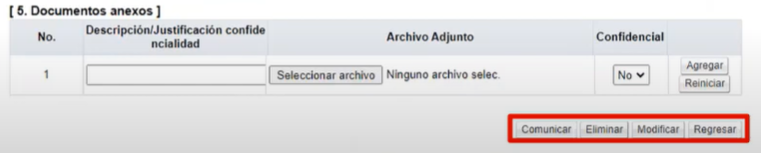 [ 5. Documentos anexos ]
No. Descripción/Justificación confide
ncialidad Archivo Adjunto Confidencial
1 Seleccionar archivo Ninguno archivo selec. No Agregar
Reiniciar
Comunicar Eliminar Modificar Regresar